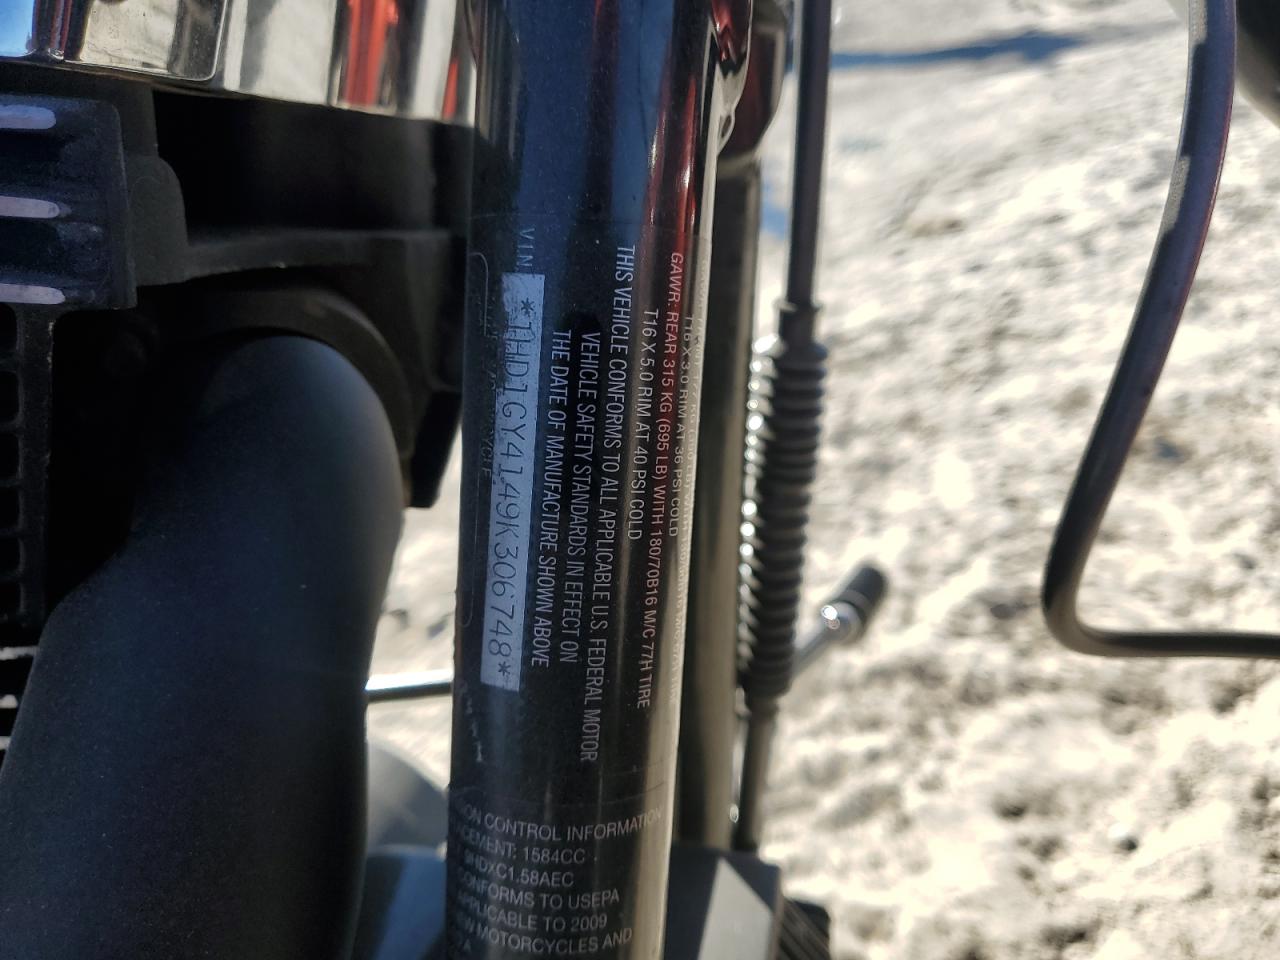 T16 X 3.0 RIM AT 36 PSI COLD
GAWR: REAR 315 KG (695 LB) WITH 180/70B16 M/C 77H TIRE
T16 X 5.0 RIM AT 40 PSI COLD
THIS VEHICLE CONFORMS TO ALL APPLICABLE U.S. FEDERAL MOTOR
VEHICLE SAFETY STANDARDS IN EFFECT ON
THE DATE OF MANUFACTURE SHOWN ABOVE
VIN *1HD1GY4149K306748*
CONTROL INFORMATION
1584CC
9HDXC1.58AEC
CONFORMS TO USEPA
APPLICABLE TO 2009
MOTORCYCLES AND